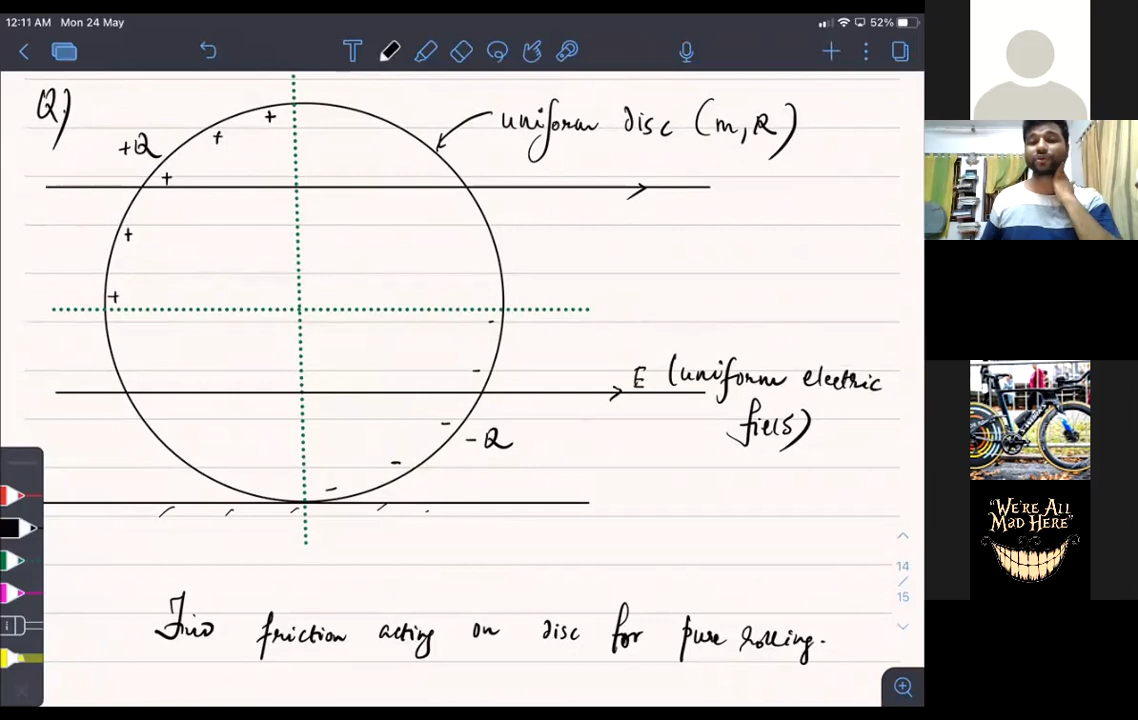 12:11 AM Mon 24 May
52%
T
Q)
uniform disc (m, R)
+Q
+
+
+
+
+
E (uniform electric
field)
-
-
-
- Q
-
-
Find friction acting on disc for pure rolling.
14
/
15
"WE'RE ALL
MAD HERE"